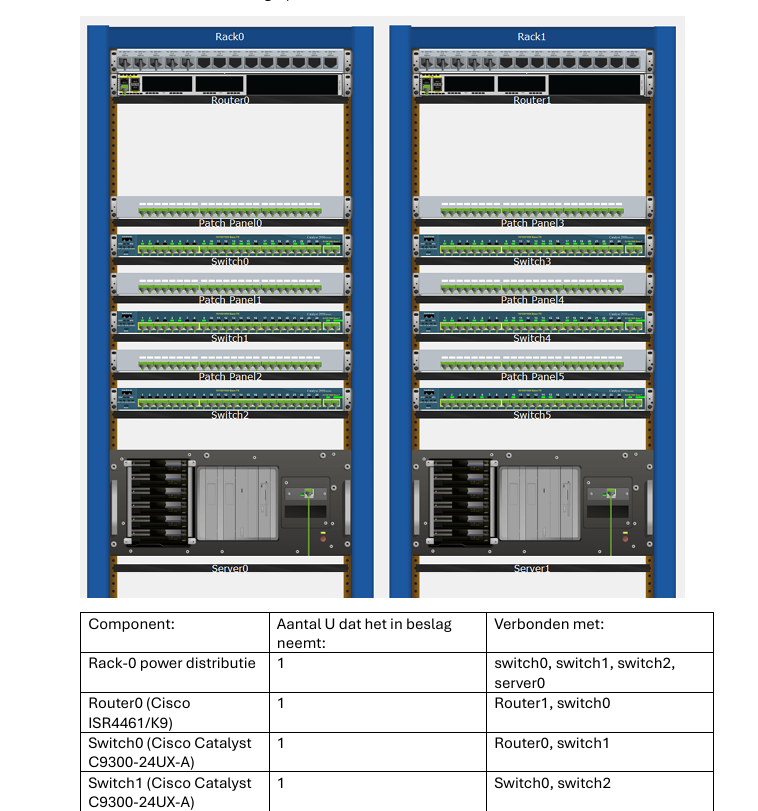 Rack0
Rack1
Router0
Router1
Patch Panel0
Patch Panel3
Switch0
Switch3
Patch Panel1
Patch Panel4
Switch1
Switch4
Patch Panel2
Patch Panel5
Switch2
Switch5
Server0
Server1
Component:
Aantal U dat het in beslag
neemt:
Verbonden met:
Rack-0 power distributie
1
switch0, switch1, switch2,
server0
Router0 (Cisco
ISR4461/K9)
1
Router1, switch0
Switch0 (Cisco Catalyst
C9300-24UX-A)
1
Router0, switch1
Switch1 (Cisco Catalyst
C9300-24UX-A)
1
Switch0, switch2